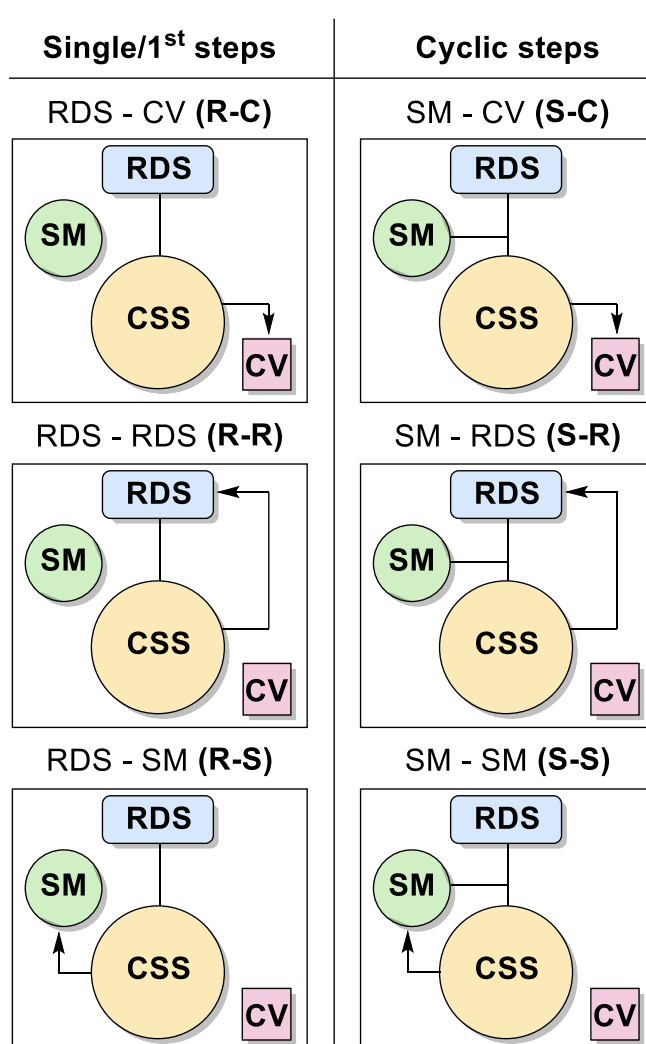 Single/1st steps
Cyclic steps
RDS - CV (R-C)
SM - CV (S-C)
RDS
SM
CSS
CV
RDS
SM
CSS
CV
RDS - RDS (R-R)
SM - RDS (S-R)
RDS
SM
CSS
CV
RDS
SM
CSS
CV
RDS - SM (R-S)
SM - SM (S-S)
RDS
SM
CSS
CV
RDS
SM
CSS
CV